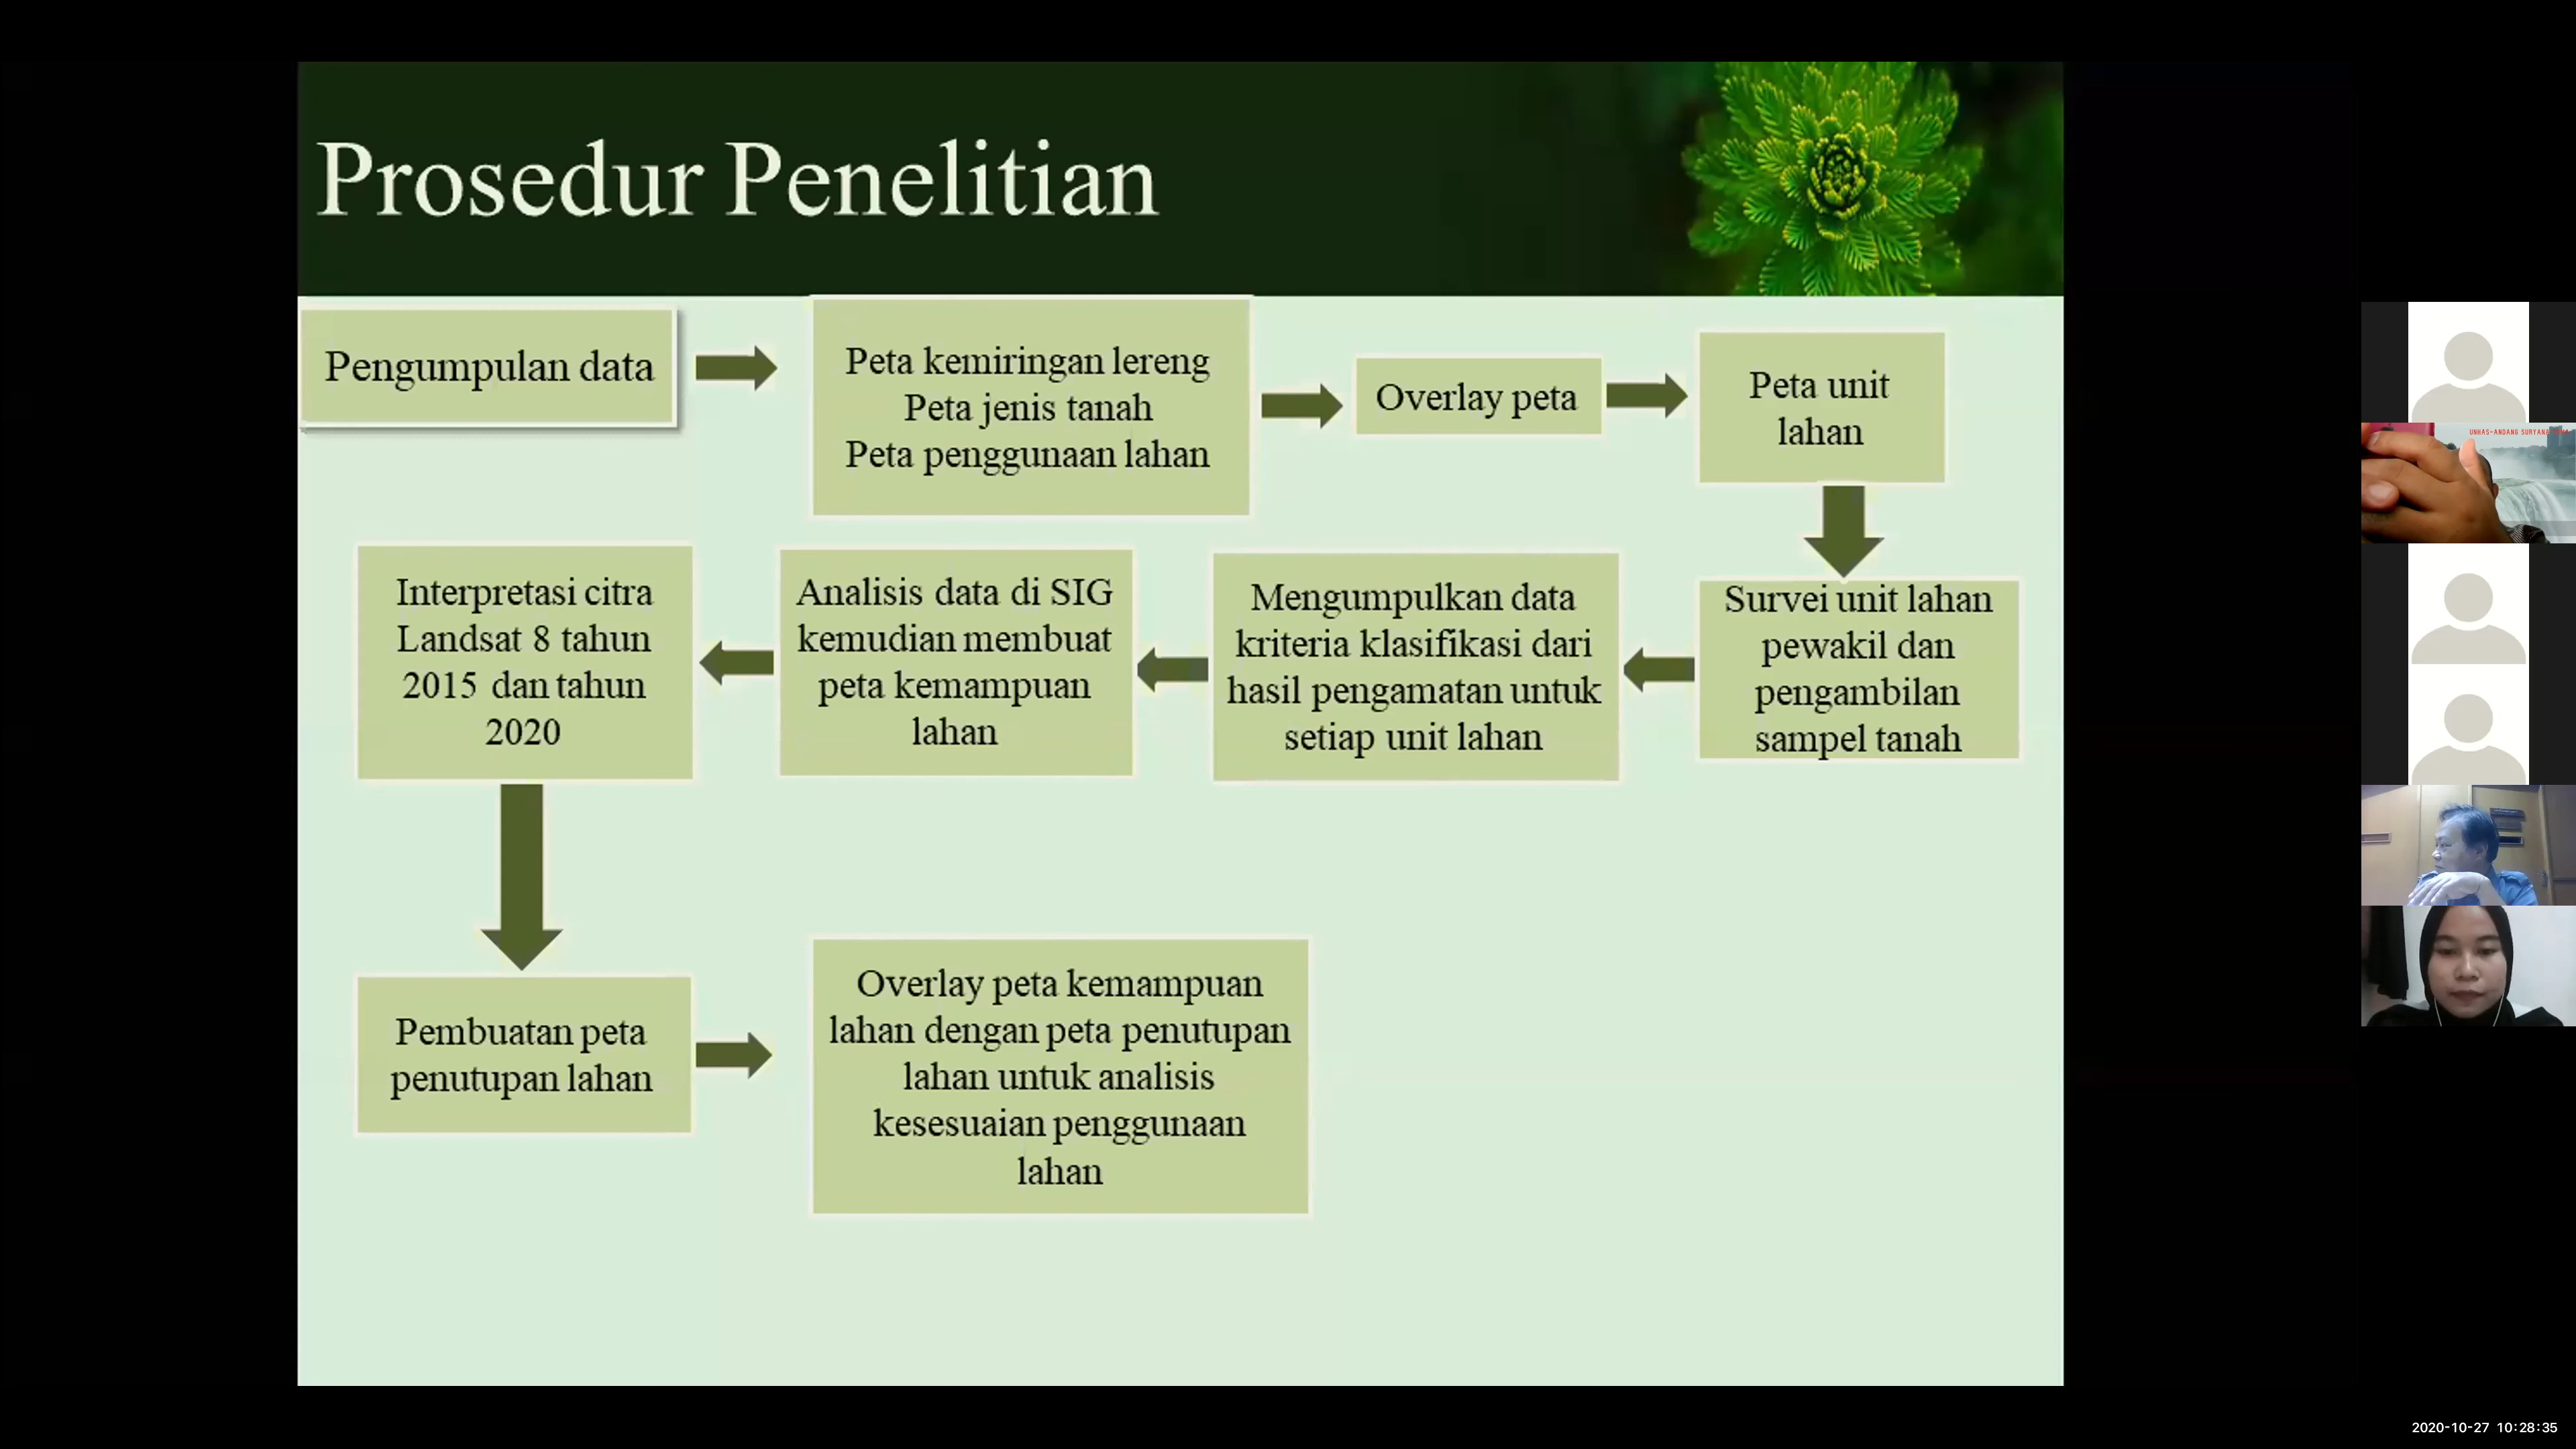 Prosedur Penelitian
Pengumpulan data
Peta kemiringan lereng
Peta jenis tanah
Peta penggunaan lahan
Overlay peta
Peta unit
lahan
Survei unit lahan
pewakil dan
pengambilan
sampel tanah
Mengumpulkan data
kriteria klasifikasi dari
hasil pengamatan untuk
setiap unit lahan
Analisis data di SIG
kemudian membuat
peta kemampuan
lahan
Interpretasi citra
Landsat 8 tahun
2015 dan tahun
2020
Pembuatan peta
penutupan lahan
Overlay peta kemampuan
lahan dengan peta penutupan
lahan untuk analisis
kesesuaian penggunaan
lahan
UNHAS-ANDANG SURYANA
2020-10-27 10:28:35